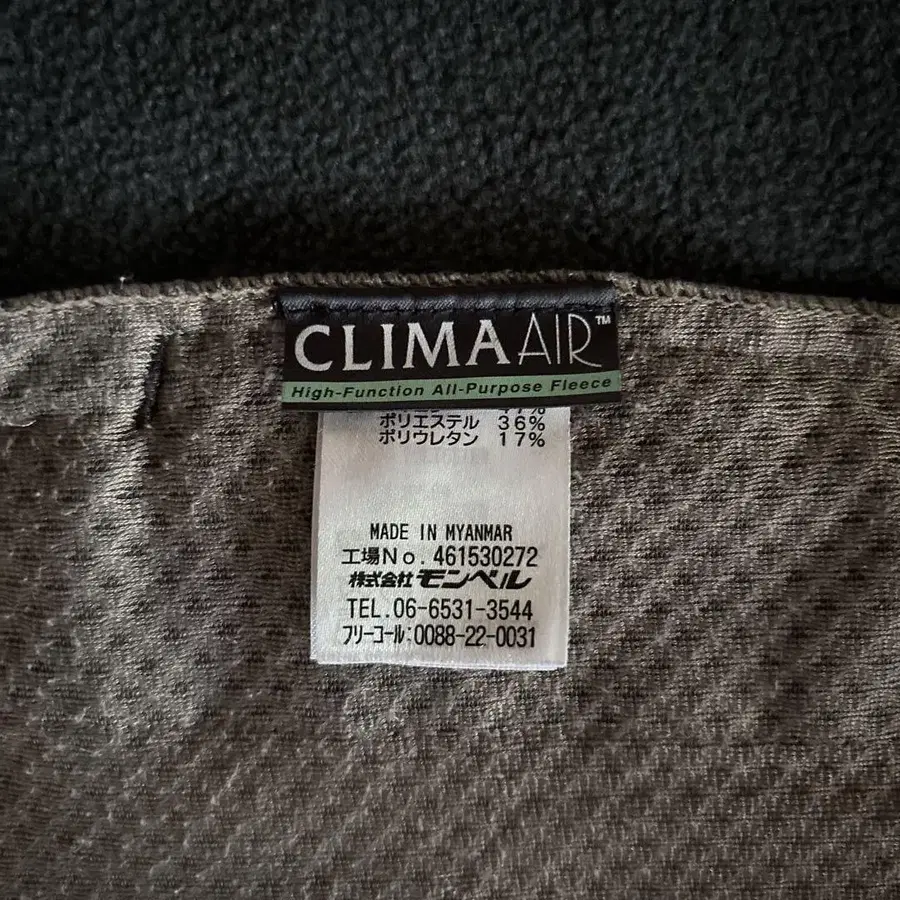 CLIMAAIR™
High-Function All-Purpose Fleece
ポリエステル 36%
ポリウレタン 17%
MADE IN MYANMAR
工場No. 461530272
株式会社モンベル
TEL.06-6531-3544
フリーコール:0088-22-0031